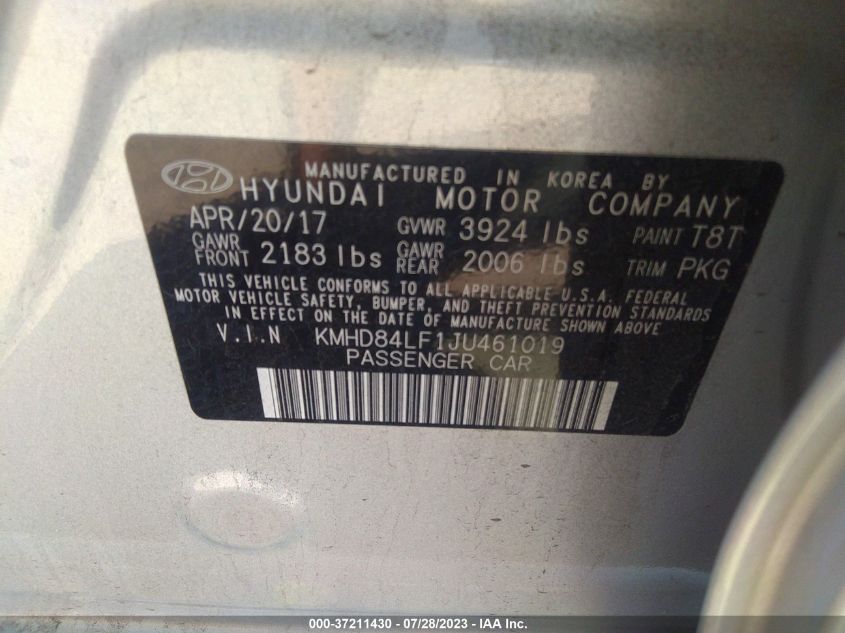 MANUFACTURED IN KOREA BY
HYUNDAI MOTOR COMPANY
APR/20/17 GVWR 3924 lbs PAINT T8T
GAWR FRONT 2183 lbs GAWR REAR 2006 lbs TRIM PKG
THIS VEHICLE CONFORMS TO ALL APPLICABLE U.S.A. FEDERAL
MOTOR VEHICLE SAFETY, BUMPER, AND THEFT PREVENTION STANDARDS
IN EFFECT ON THE DATE OF MANUFACTURE SHOWN ABOVE
V.I.N KMHD84LF1JU461019
PASSENGER CAR
000-37211430 - 07/28/2023 - IAA Inc.